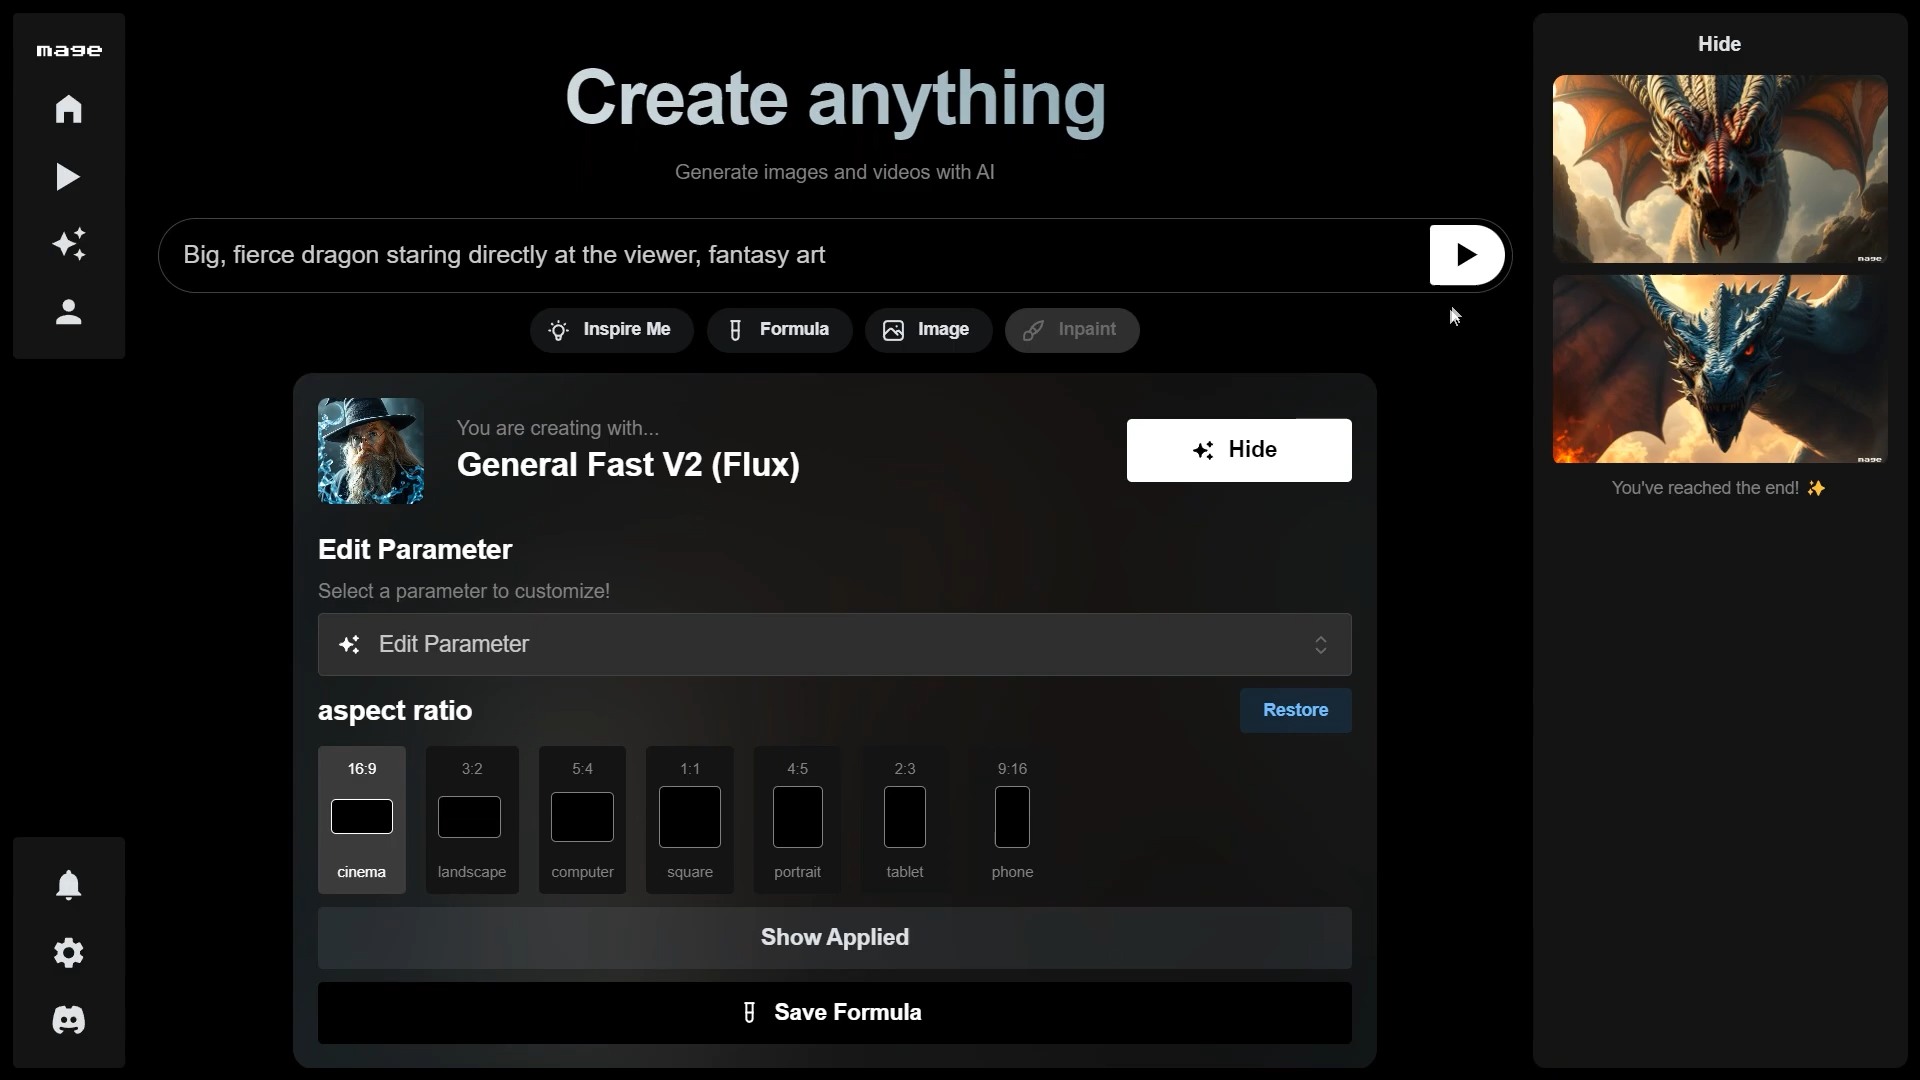 mage
Create anything
Generate images and videos with AI
Big, fierce dragon staring directly at the viewer, fantasy art
Inspire Me
Formula
Image
Inpaint
You are creating with...
General Fast V2 (Flux)
Hide
Edit Parameter
Select a parameter to customize!
Edit Parameter
aspect ratio
Restore
16:9
3:2
5:4
1:1
4:5
2:3
9:16
cinema
landscape
computer
square
portrait
tablet
phone
Show Applied
Save Formula
Hide
mage
mage
You've reached the end! ✨